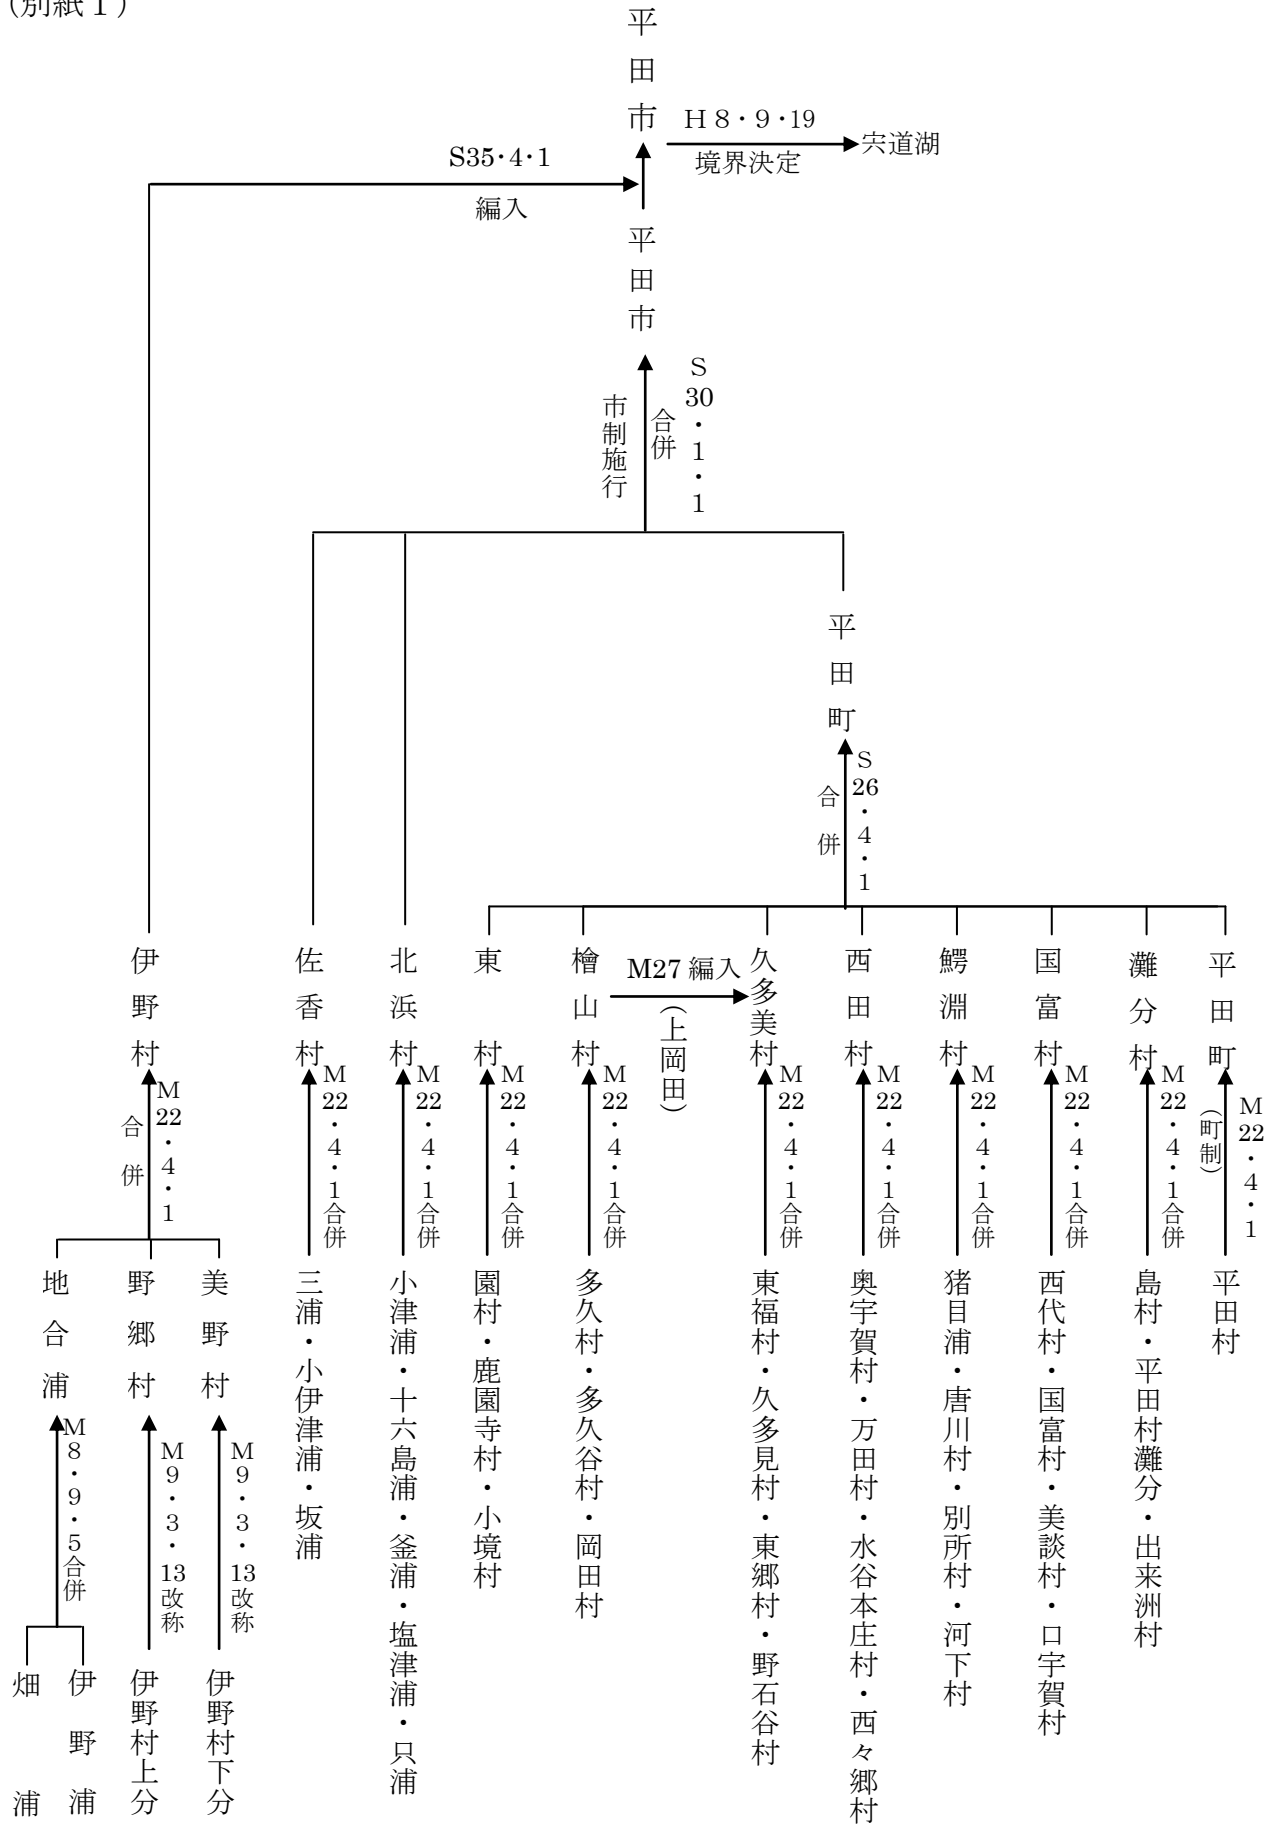 （別紙１）
平田市
Ｈ８・９・19
境界決定
宍道湖
S35・4・1
編入
平田市
市制施行
合併
Ｓ30・１・１
平田町
合併
Ｓ26・４・１
伊野村
佐香村
北浜村
東村
檜山村
M27 編入
（上岡田）
久多美村
西田村
鰐淵村
国富村
灘分村
平田町
合併
Ｍ22・４・１
Ｍ22・４・１合併
Ｍ22・４・１合併
Ｍ22・４・１合併
Ｍ22・４・１合併
Ｍ22・４・１合併
Ｍ22・４・１合併
Ｍ22・４・１合併
Ｍ22・４・１合併
Ｍ22・４・１合併
（町制）
Ｍ22・４・１
地合浦
野郷村
美野村
三浦・小伊津浦・坂浦
小津浦・十六島浦・釜浦・塩津浦・只浦
園村・鹿園寺村・小境村
多久村・多久谷村・岡田村
東福村・久多見村・東郷村・野石谷村
奥宇賀村・万田村・水谷本庄村・西々郷村
猪目浦・唐川村・別所村・河下村
西代村・国富村・美談村・口宇賀村
島村・平田村灘分・出来洲村
平田村
Ｍ８・９・５合併
Ｍ９・３・13改称
Ｍ９・３・13改称
畑浦
伊野浦
伊野村上分
伊野村下分